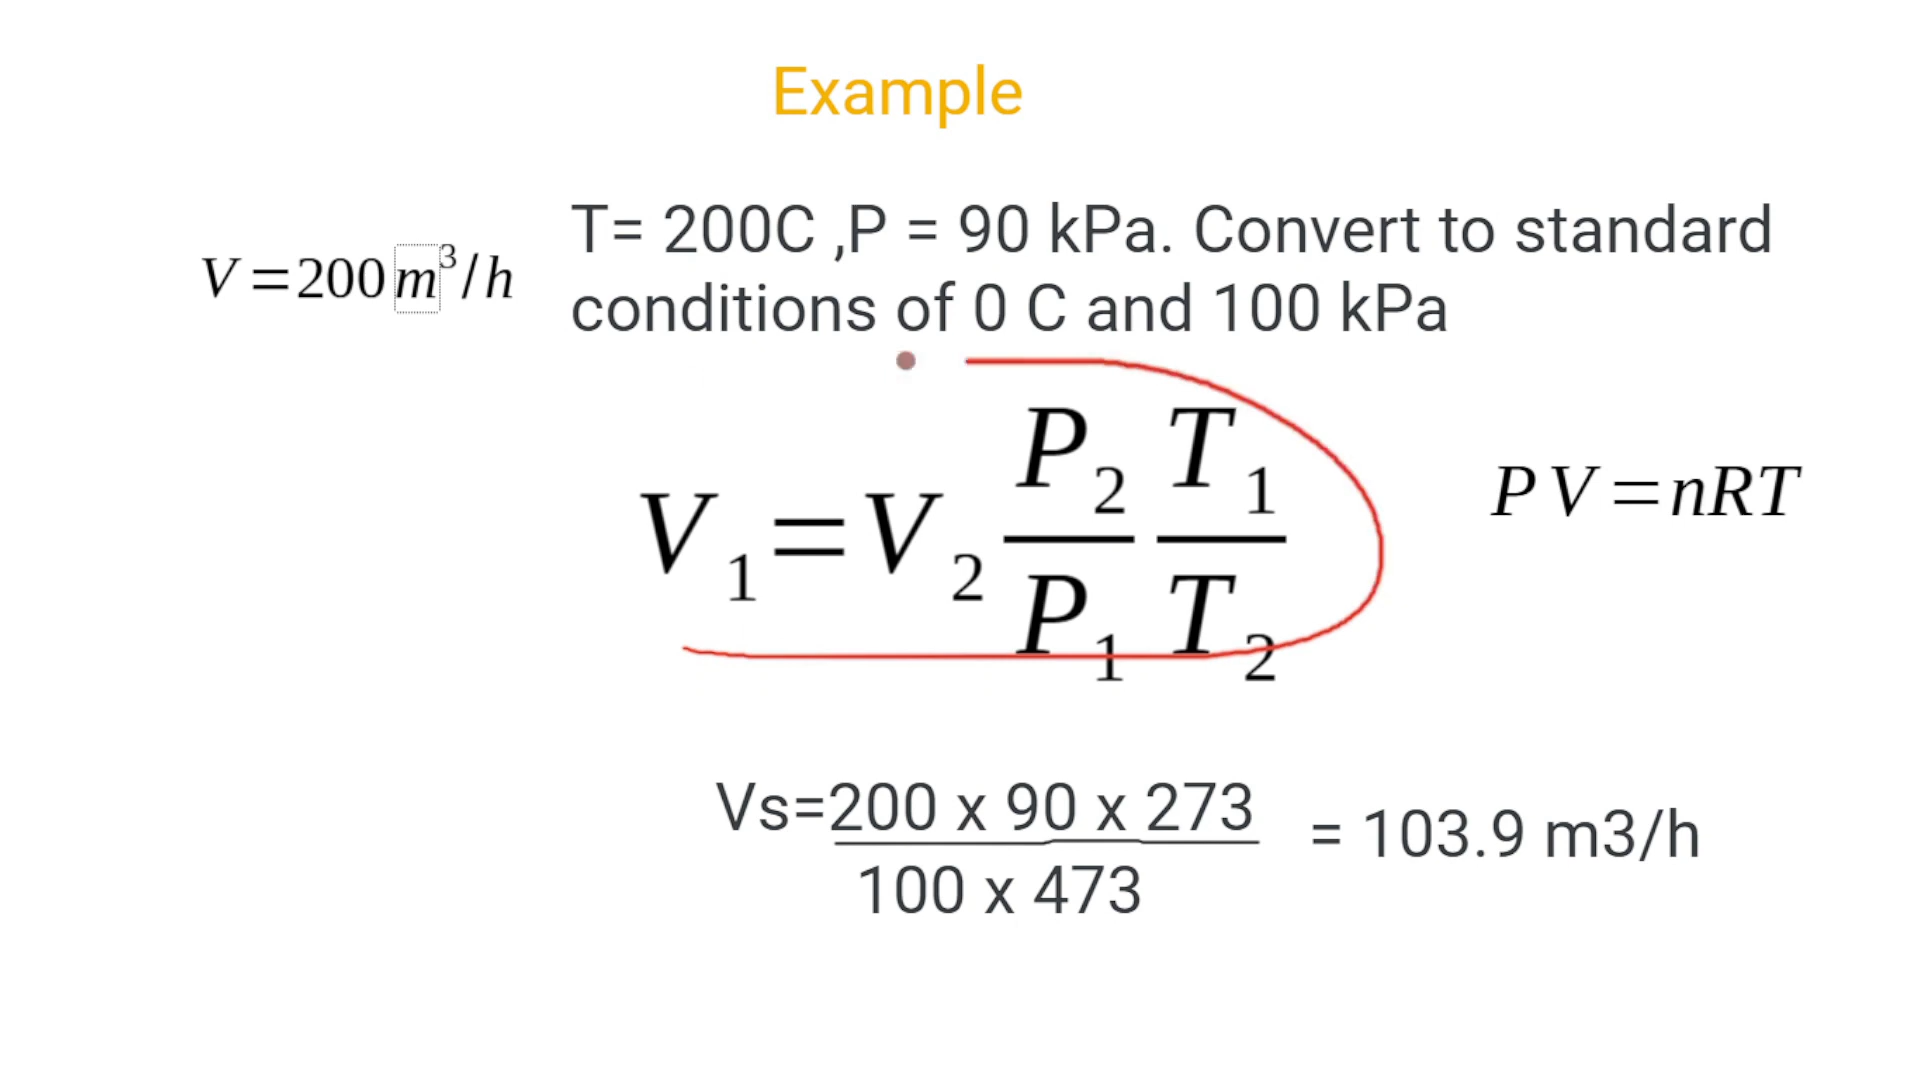 Example
V=200 m³/h
T= 200C ,P = 90 kPa. Convert to standard
conditions of 0 C and 100 kPa
V₁=V₂ P₂/P₁ T₁/T₂
PV=nRT
Vs=200 x 90 x 273
100 x 473
= 103.9 m3/h